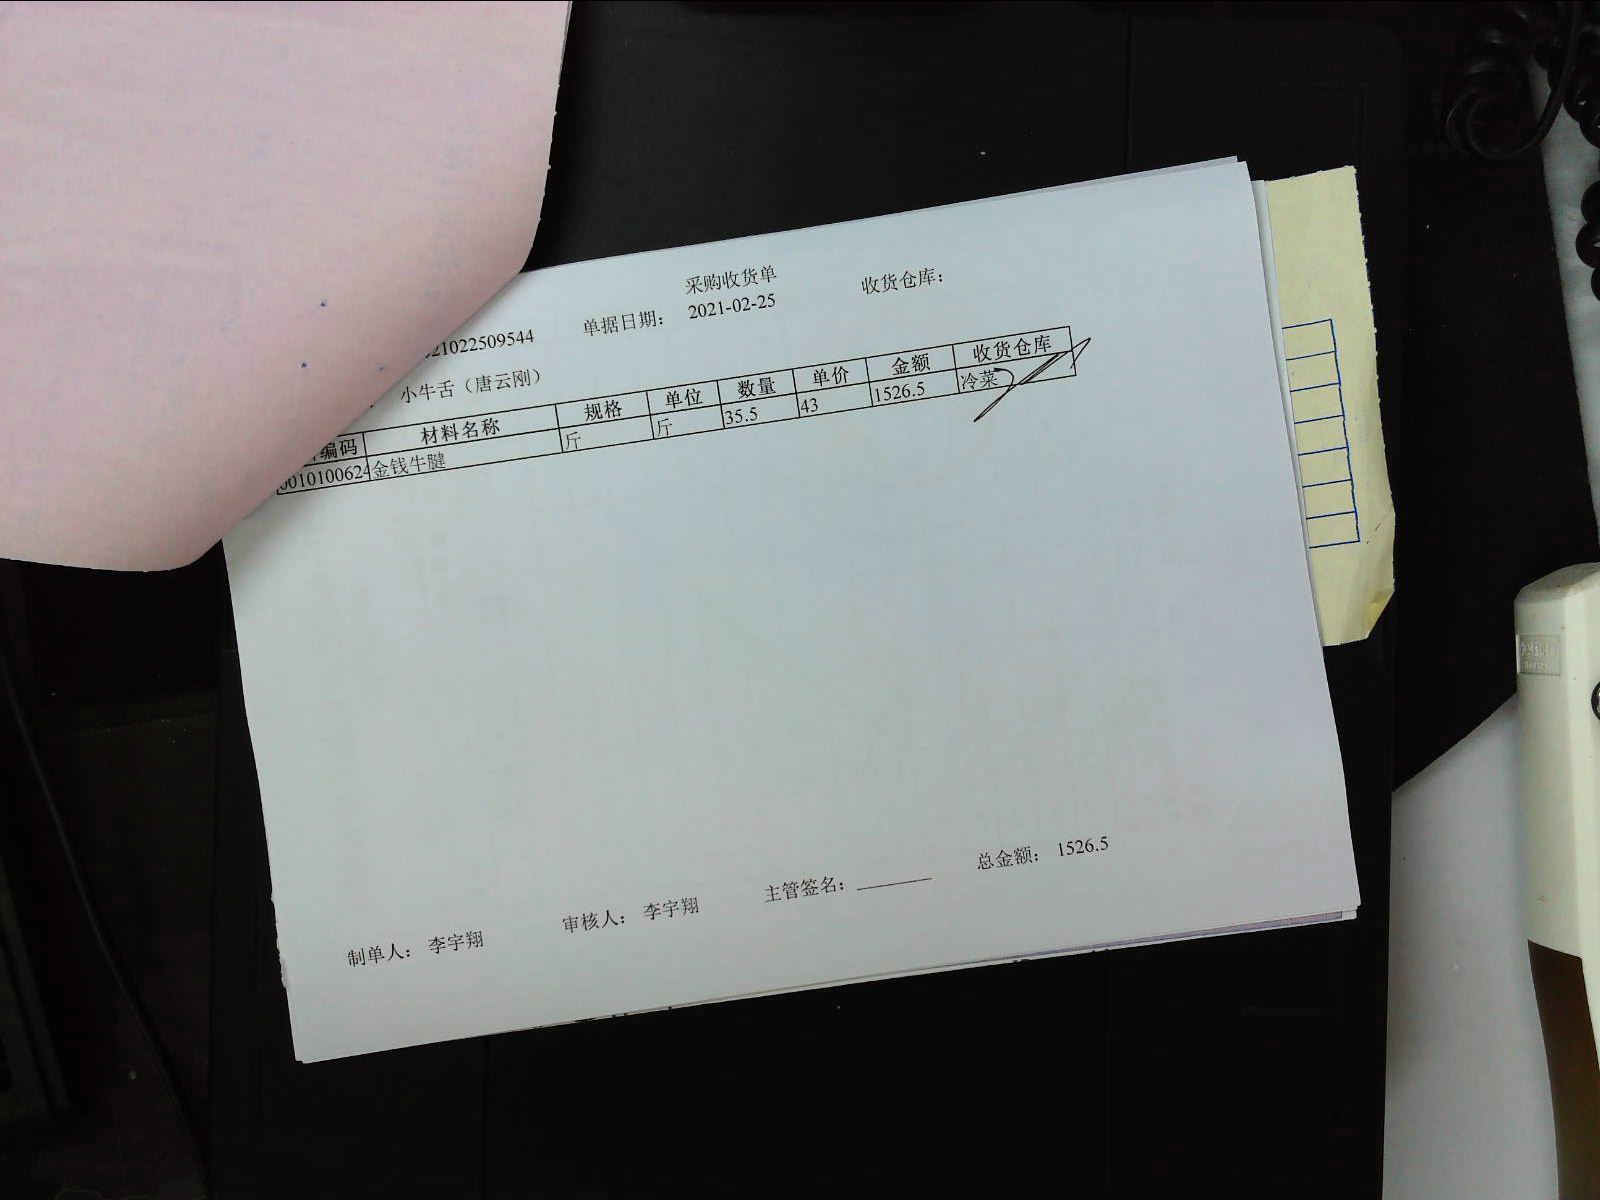 采购收货单
21022509544 单据日期： 2021-02-25 收货仓库：
小牛舌（唐云刚）
编码 材料名称 规格 单位 数量 单价 金额 收货仓库
0010100624 金钱牛腱 斤 斤 35.5 43 1526.5 冷菜
制单人： 李宇翔 审核人： 李宇翔 主管签名： 总金额： 1526.5